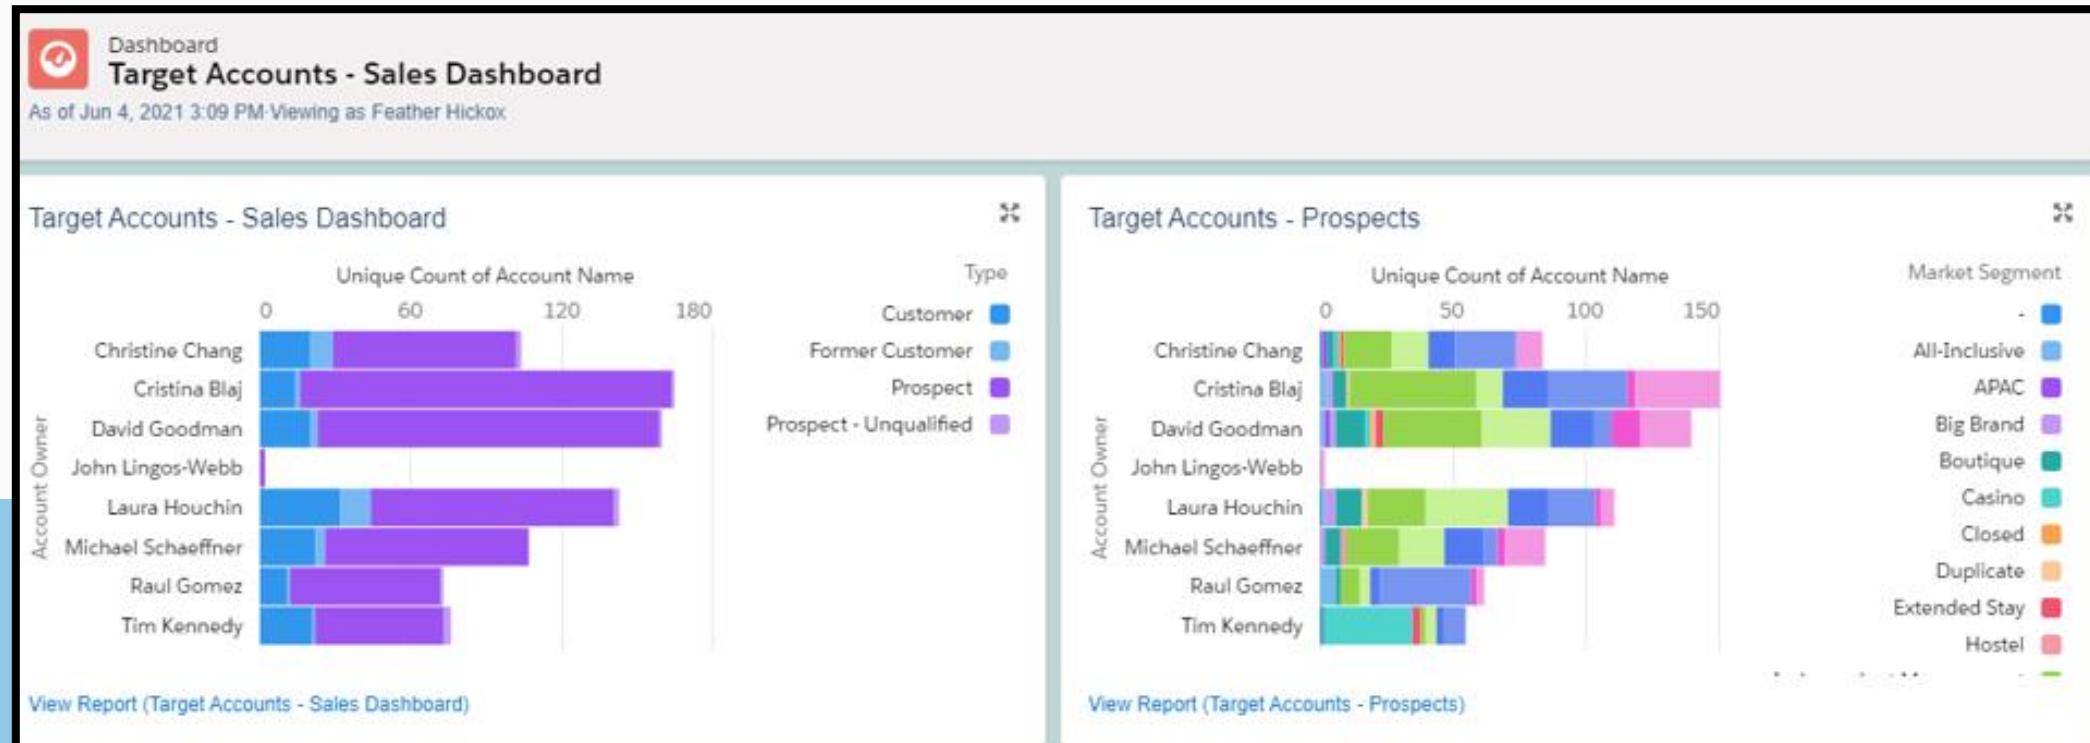 Dashboard
Target Accounts - Sales Dashboard
As of Jun 4, 2021 3:09 PM·Viewing as Feather Hickox
Target Accounts - Sales Dashboard
Unique Count of Account Name
0 60 120 180
Account Owner
Christine Chang
Cristina Blaj
David Goodman
John Lingos-Webb
Laura Houchin
Michael Schaeffner
Raul Gomez
Tim Kennedy
Type
Customer
Former Customer
Prospect
Prospect - Unqualified
View Report (Target Accounts - Sales Dashboard)
Target Accounts - Prospects
Unique Count of Account Name
0 50 100 150
Account Owner
Christine Chang
Cristina Blaj
David Goodman
John Lingos-Webb
Laura Houchin
Michael Schaeffner
Raul Gomez
Tim Kennedy
Market Segment
-
All-Inclusive
APAC
Big Brand
Boutique
Casino
Closed
Duplicate
Extended Stay
Hostel
View Report (Target Accounts - Prospects)